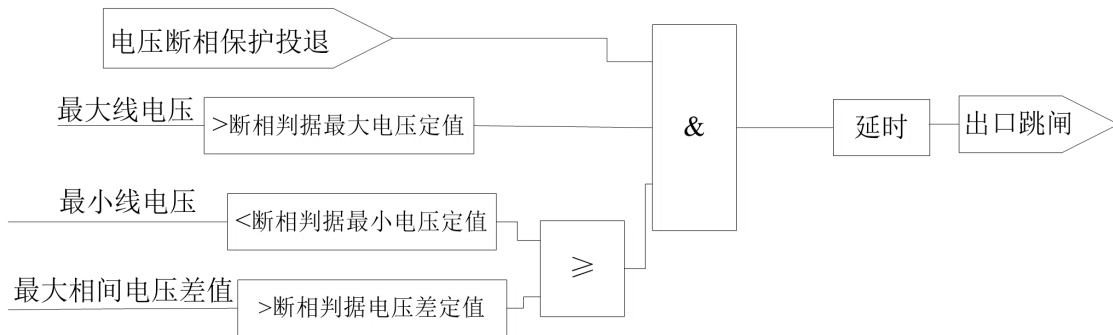 电压断相保护投退
最大线电压
>断相判据最大电压定值
&
延时
出口跳闸
最小线电压
<断相判据最小电压定值
⩾
最大相间电压差值
>断相判据电压差定值